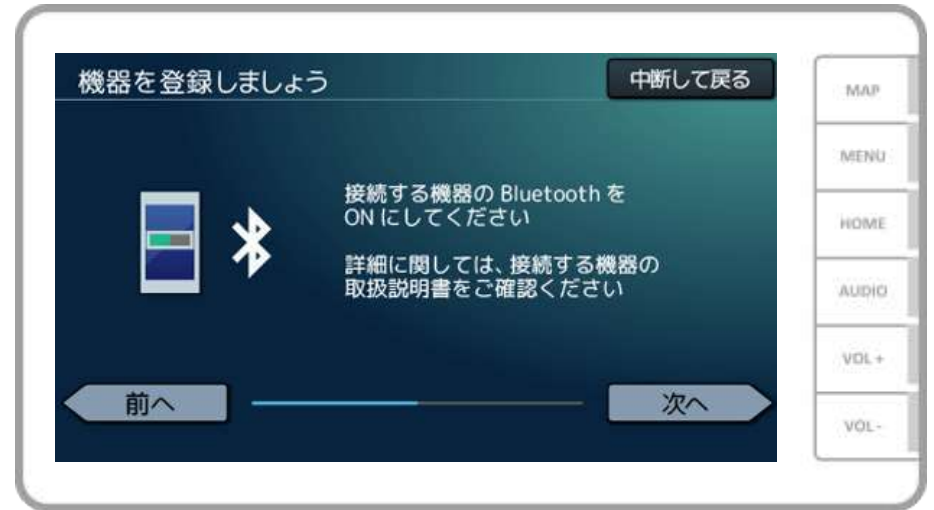 機器を登録しましょう
中断して戻る
接続する機器の Bluetooth を
ON にしてください
詳細に関しては、接続する機器の
取扱説明書をご確認ください
前へ
次へ
MAP
MENU
HOME
AUDIO
VOL +
VOL -